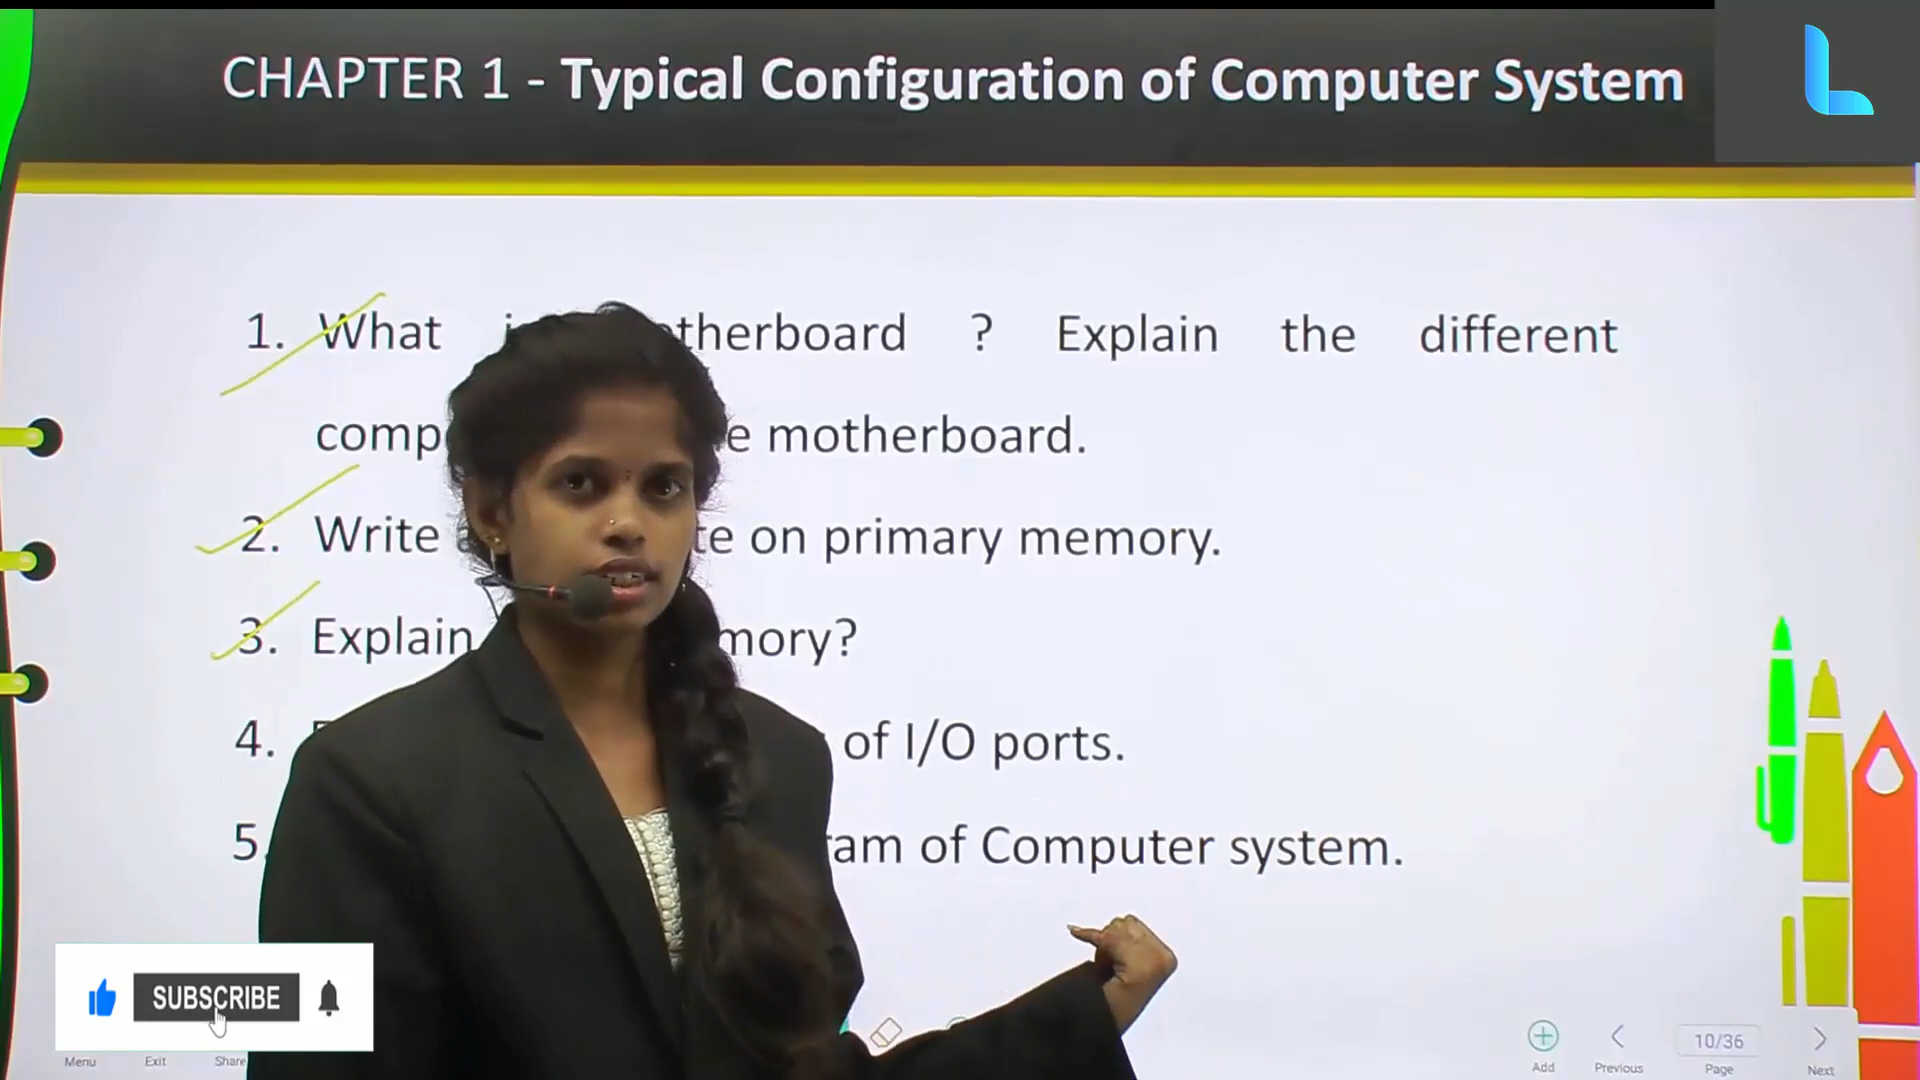 CHAPTER 1 - Typical Configuration of Computer System
1. What therboard ? Explain the different
comp e motherboard.
2. Write te on primary memory.
3. Explain mory?
4. of I/O ports.
5. ram of Computer system.
SUBSCRIBE
Menu Exit Share Add Previous 10/36 Page Next